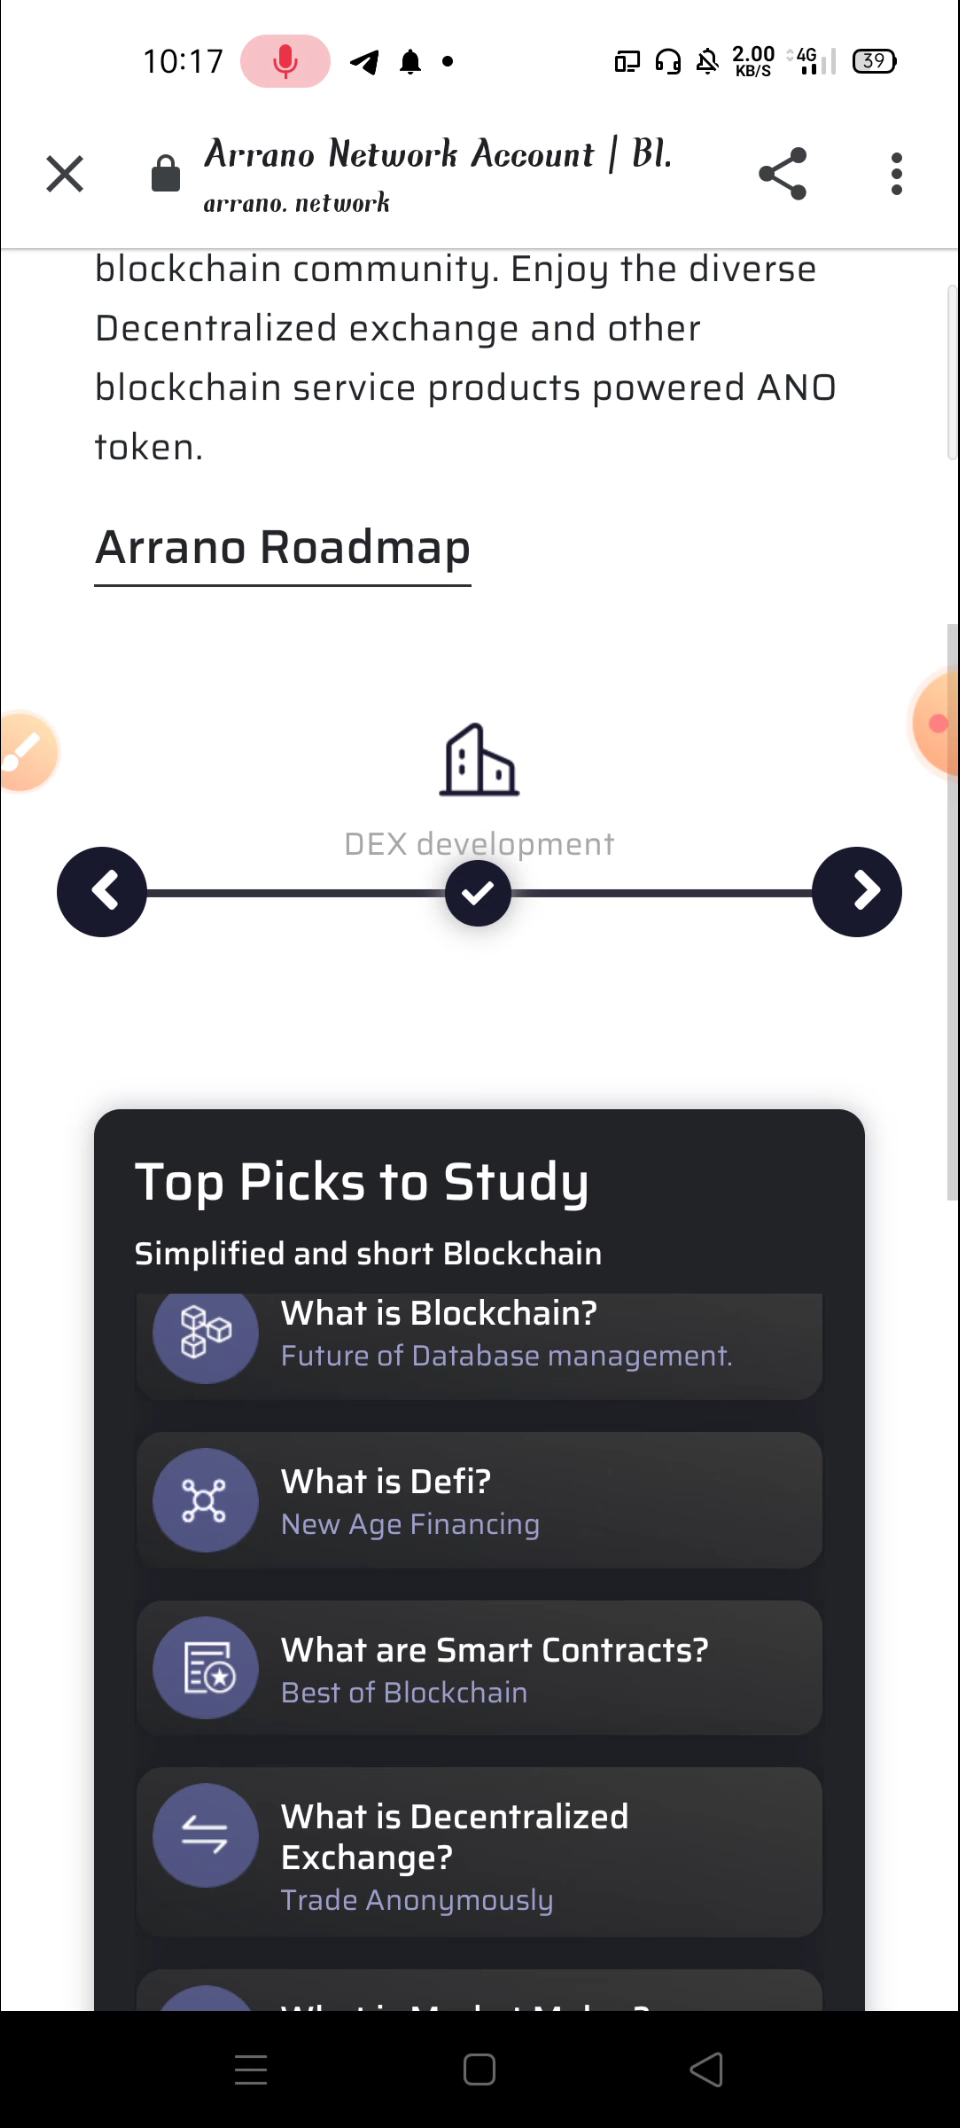 10:17
2.00
KB/S
4G
39
Arrano Network Account | Bl.
arrano. network
blockchain community. Enjoy the diverse
Decentralized exchange and other
blockchain service products powered ANO
token.
Arrano Roadmap
DEX development
Top Picks to Study
Simplified and short Blockchain
What is Blockchain?
Future of Database management.
What is Defi?
New Age Financing
What are Smart Contracts?
Best of Blockchain
What is Decentralized
Exchange?
Trade Anonymously